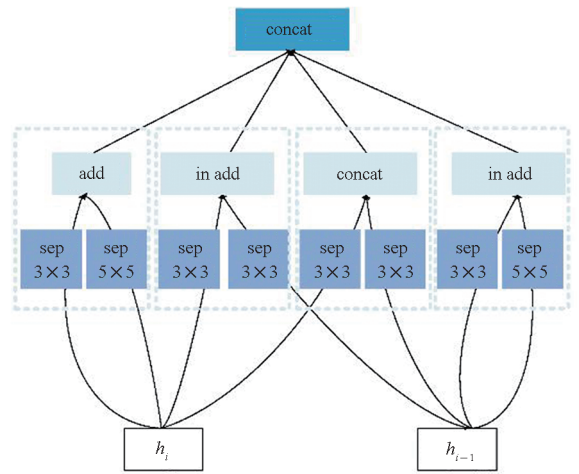 concat
add
in add
concat
in add
sep
3×3
sep
5×5
sep
3×3
sep
3×3
sep
3×3
sep
3×3
sep
3×3
sep
5×5
h_i
h_{i−1}